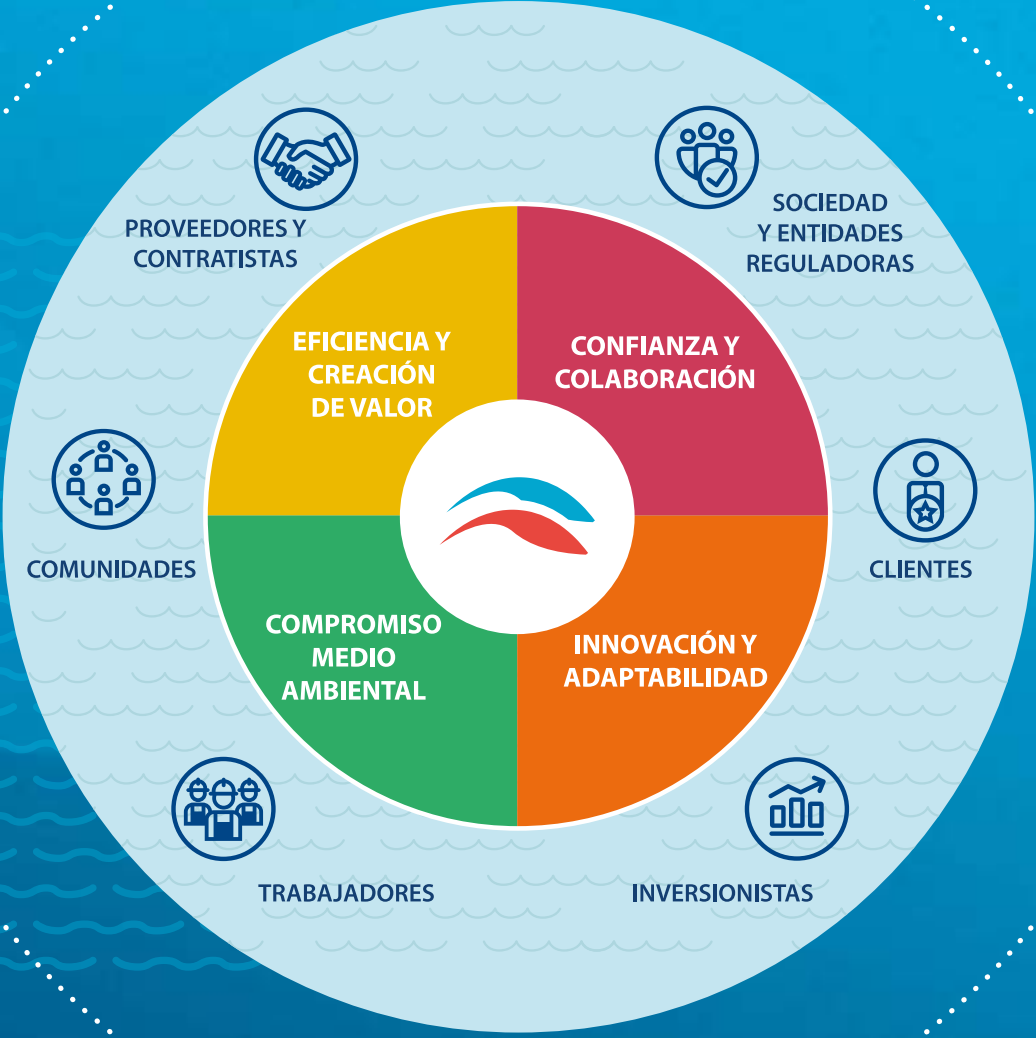 PROVEEDORES Y
CONTRATISTAS
SOCIEDAD
Y ENTIDADES
REGULADORAS
EFICIENCIA Y
CREACIÓN
DE VALOR
CONFIANZA Y
COLABORACIÓN
COMUNIDADES
CLIENTES
COMPROMISO
MEDIO
AMBIENTAL
INNOVACIÓN Y
ADAPTABILIDAD
TRABAJADORES
INVERSIONISTAS